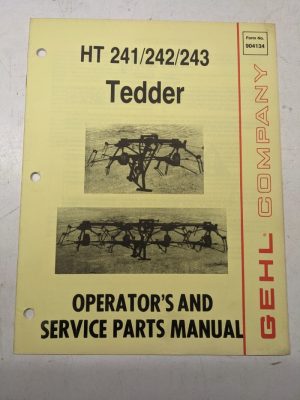 HT 241/242/243
Tedder
Form No.
904134
OPERATOR'S AND
SERVICE PARTS MANUAL
GEHL COMPANY